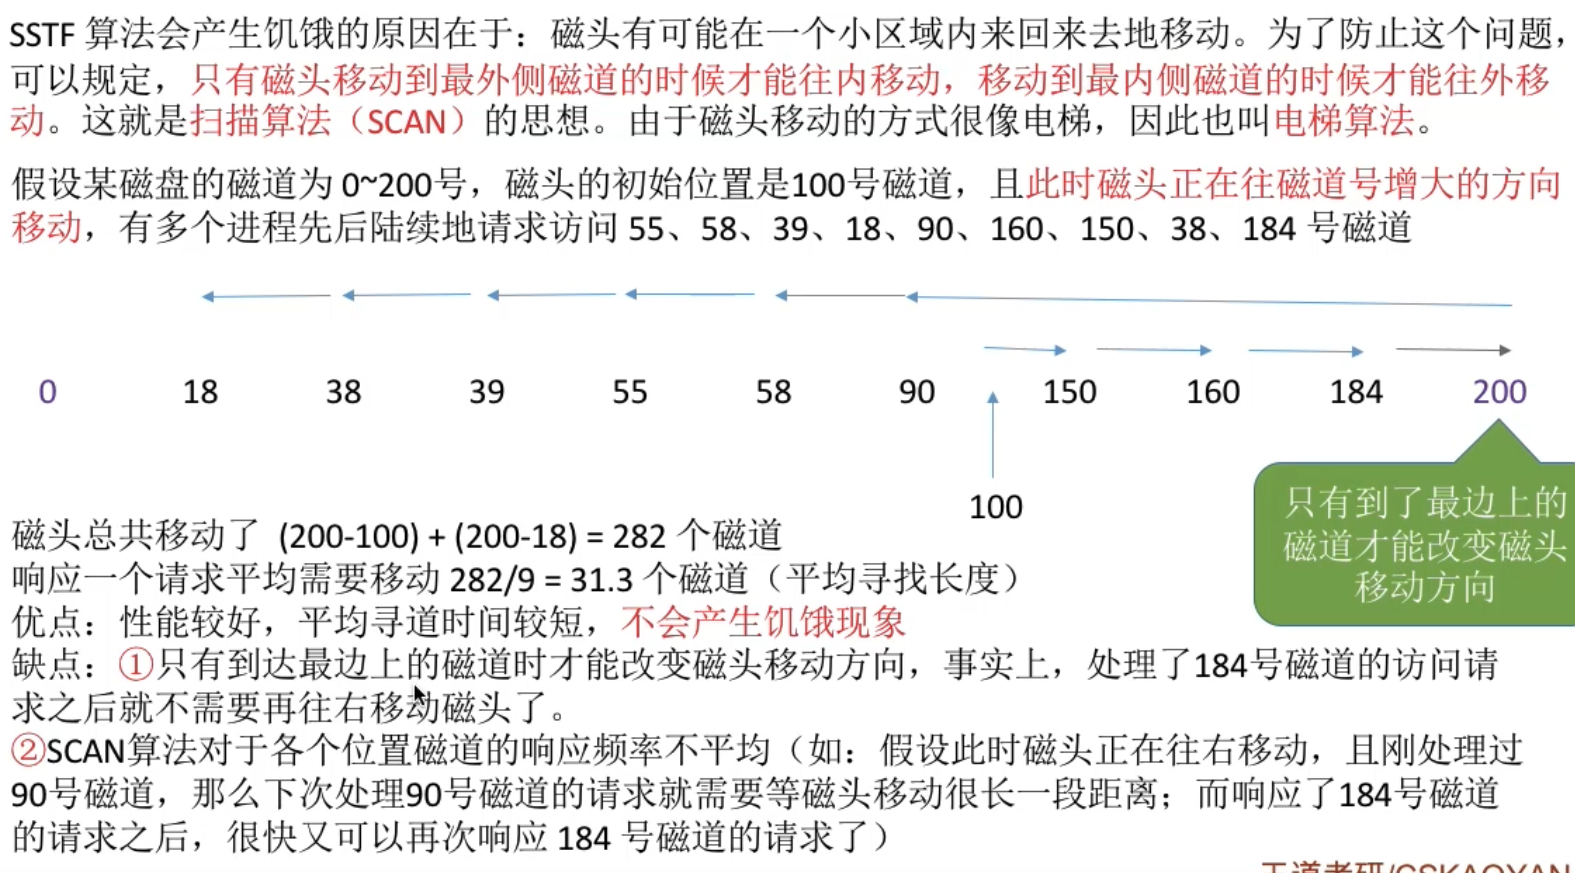 SSTF 算法会产生饥饿的原因在于：磁头有可能在一个小区域内来回来去地移动。为了防止这个问题，
可以规定，只有磁头移动到最外侧磁道的时候才能往内移动，移动到最内侧磁道的时候才能往外移
动。这就是扫描算法（SCAN）的思想。由于磁头移动的方式很像电梯，因此也叫电梯算法。
假设某磁盘的磁道为 0~200号，磁头的初始位置是100号磁道，且此时磁头正在往磁道号增大的方向
移动，有多个进程先后陆续地请求访问 55、58、39、18、90、160、150、38、184 号磁道
0 18 38 39 55 58 90 150 160 184 200
100
只有到了最边上的
磁道才能改变磁头
移动方向
磁头总共移动了 (200-100) + (200-18) = 282 个磁道
响应一个请求平均需要移动 282/9 = 31.3 个磁道（平均寻找长度）
优点：性能较好，平均寻道时间较短，不会产生饥饿现象
缺点：①只有到达最边上的磁道时才能改变磁头移动方向，事实上，处理了184号磁道的访问请
求之后就不需要再往右移动磁头了。
②SCAN算法对于各个位置磁道的响应频率不平均（如：假设此时磁头正在往右移动，且刚处理过
90号磁道，那么下次处理90号磁道的请求就需要等磁头移动很长一段距离；而响应了184号磁道
的请求之后，很快又可以再次响应 184 号磁道的请求了）
王道考研/CSKAOYAN